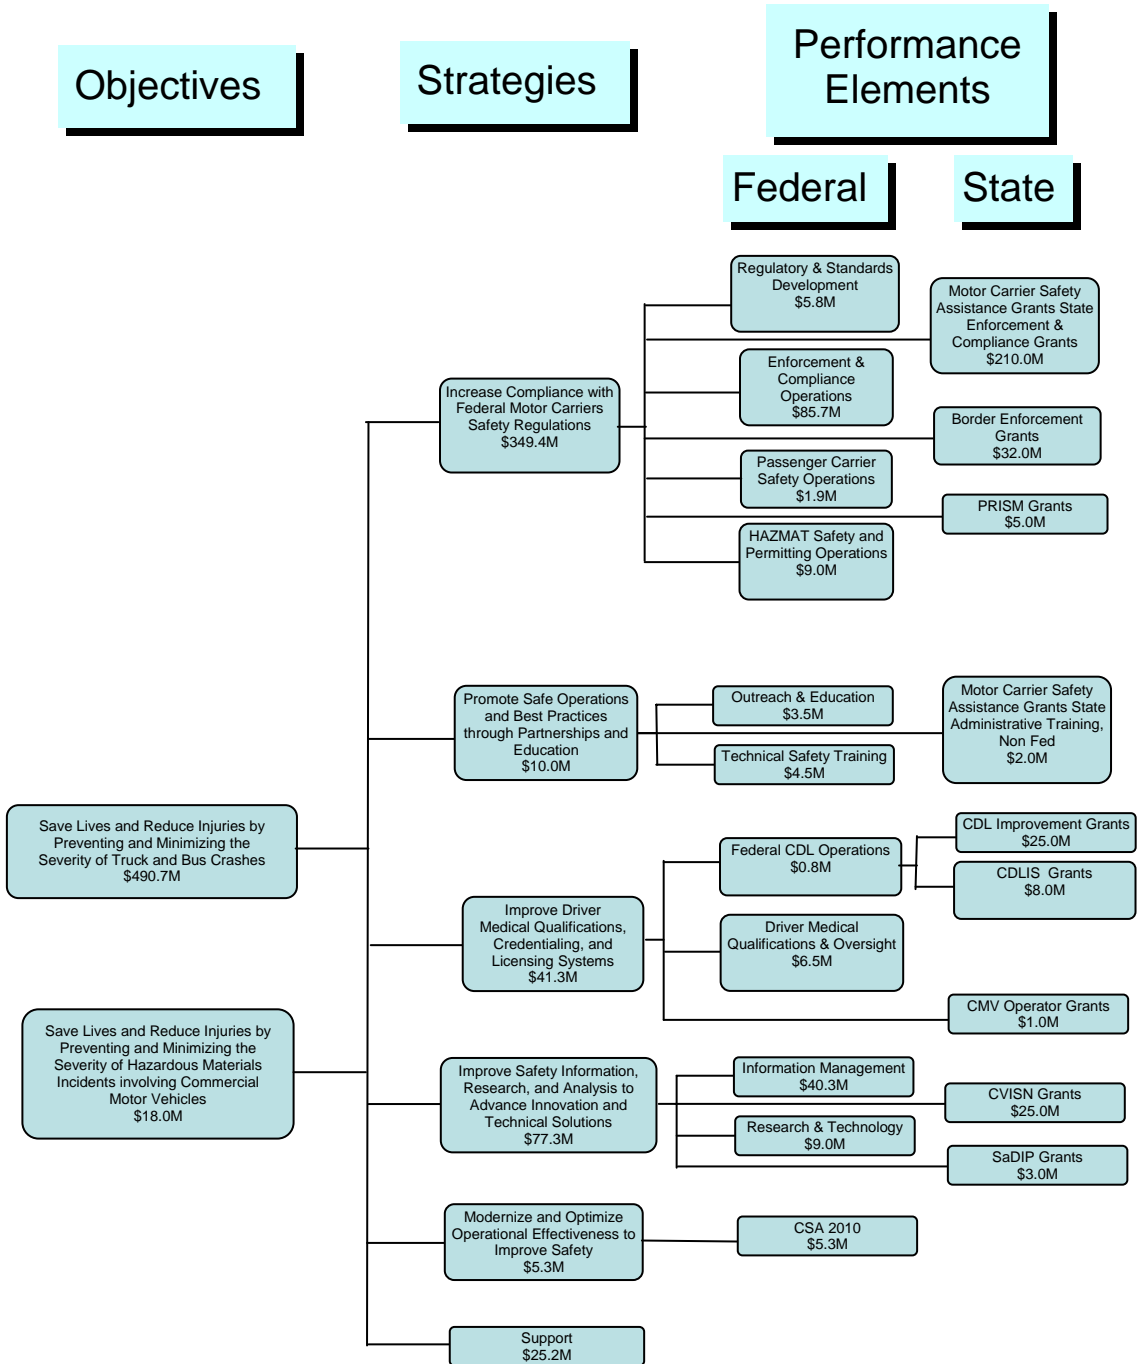 Objectives
Strategies
Performance
Elements
Federal
State
Regulatory & Standards
Development
$5.8M
Motor Carrier Safety
Assistance Grants State
Enforcement &
Compliance Grants
$210.0M
Enforcement &
Compliance
Operations
$85.7M
Increase Compliance with
Federal Motor Carriers
Safety Regulations
$349.4M
Border Enforcement
Grants
$32.0M
Passenger Carrier
Safety Operations
$1.9M
PRISM Grants
$5.0M
HAZMAT Safety and
Permitting Operations
$9.0M
Promote Safe Operations
and Best Practices
through Partnerships and
Education
$10.0M
Outreach & Education
$3.5M
Technical Safety Training
$4.5M
Motor Carrier Safety
Assistance Grants State
Administrative Training,
Non Fed
$2.0M
Save Lives and Reduce Injuries by
Preventing and Minimizing the
Severity of Truck and Bus Crashes
$490.7M
Federal CDL Operations
$0.8M
CDL Improvement Grants
$25.0M
CDLIS  Grants
$8.0M
Improve Driver
Medical Qualifications,
Credentialing, and
Licensing Systems
$41.3M
Driver Medical
Qualifications & Oversight
$6.5M
CMV Operator Grants
$1.0M
Save Lives and Reduce Injuries by
Preventing and Minimizing the
Severity of Hazardous Materials
Incidents involving Commercial
Motor Vehicles
$18.0M
Improve Safety Information,
Research, and Analysis to
Advance Innovation and
Technical Solutions
$77.3M
Information Management
$40.3M
CVISN Grants
$25.0M
Research & Technology
$9.0M
SaDIP Grants
$3.0M
Modernize and Optimize
Operational Effectiveness to
Improve Safety
$5.3M
CSA 2010
$5.3M
Support
$25.2M